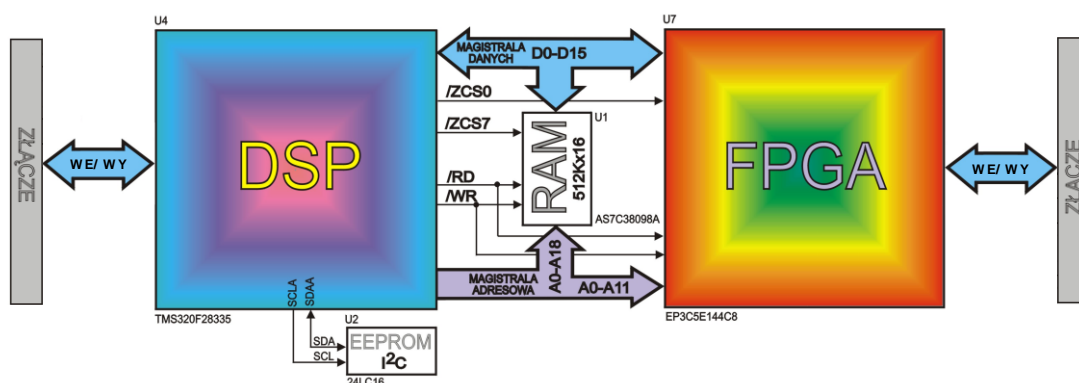 U4
U7
ZŁĄCZE
WE/ WY
DSP
MAGISTRALA
DANYCH
D0-D15
/ZCS0
/ZCS7
/RD
/WR
U1
RAM
512Kx16
AS7C38098A
FPGA
WE/ WY
ZŁĄCZE
MAGISTRALA
ADRESOWA
A0-A18
A0-A11
SCLA
SDAA
TMS320F28335
EP3C5E144C8
U2
SDA
SCL
EEPROM
I²C
24LC16